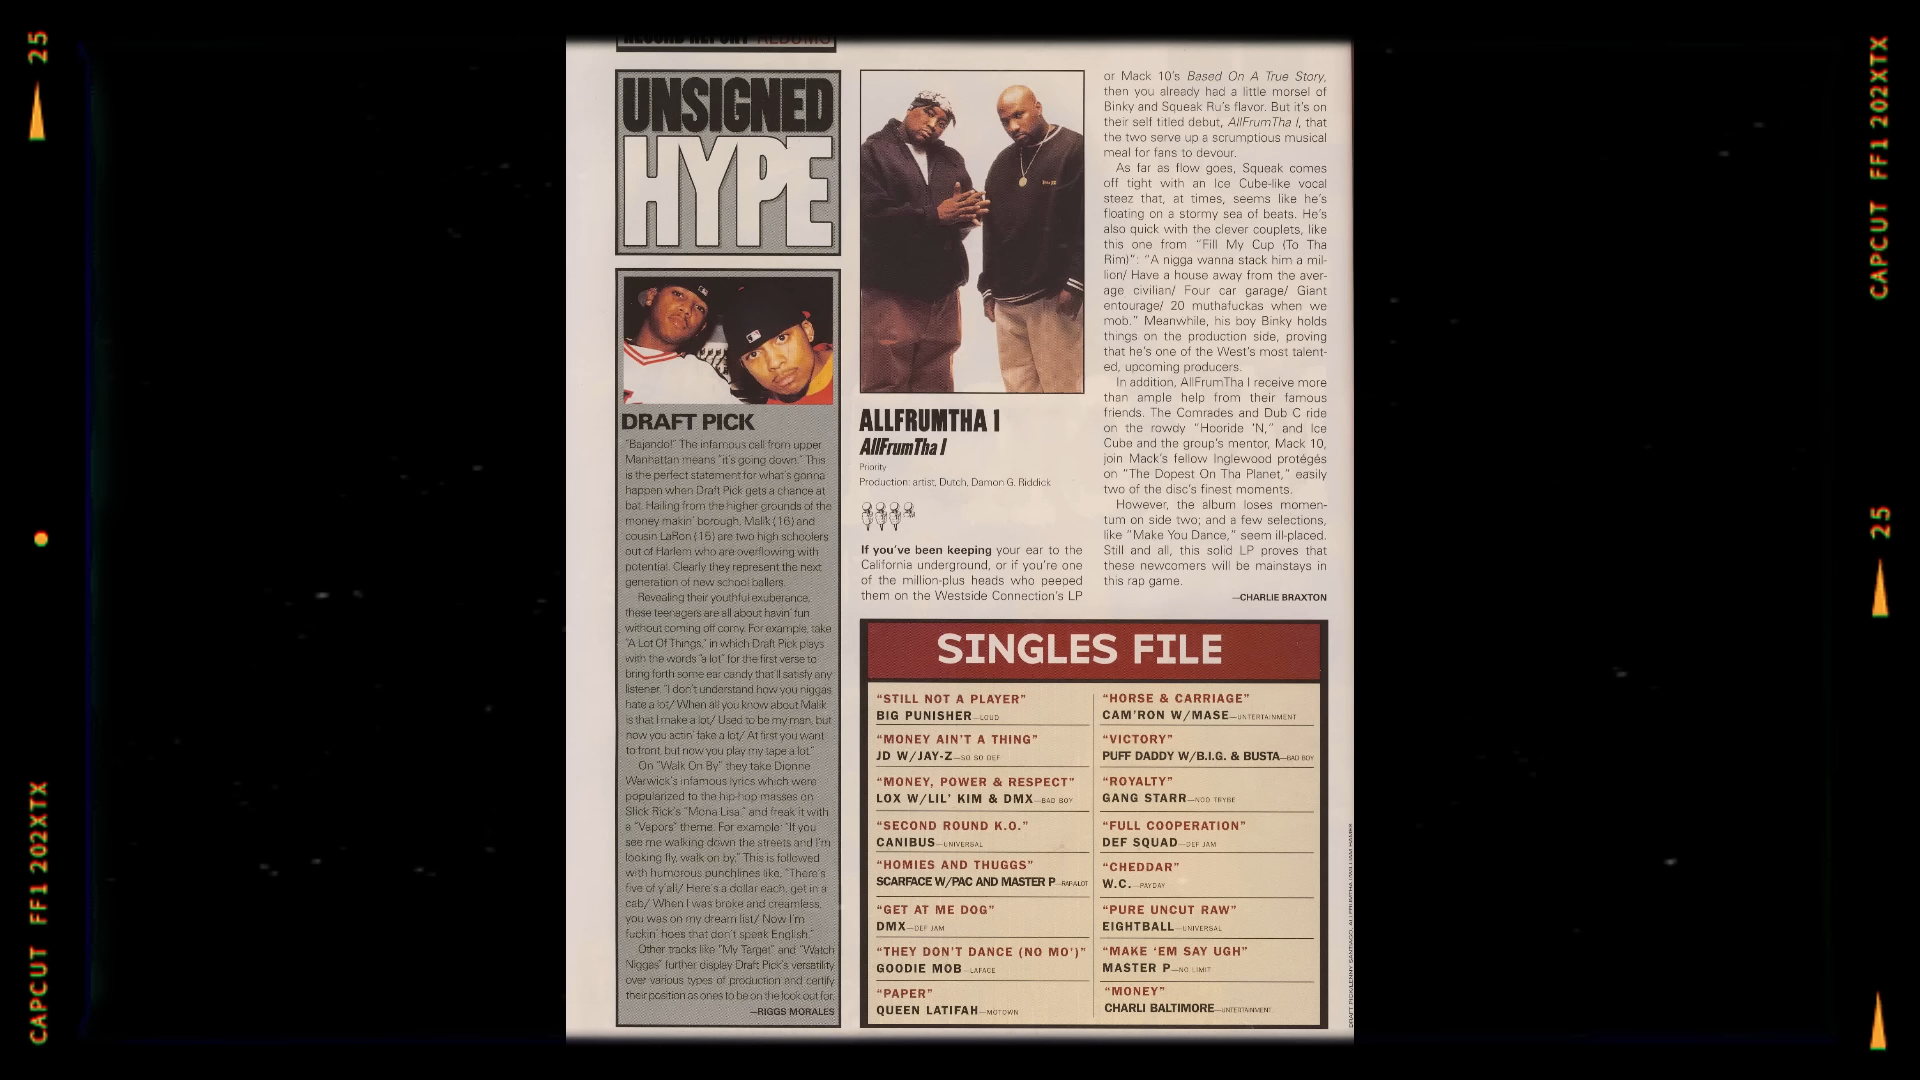 RECORD REPORT ALBUMS
UNSIGNED
HYPE
DRAFT PICK
"Bajando!" The infamous call from upper
Manhattan means "it's going down." This
is the perfect statement for what's gonna
happen when Draft Pick gets a chance at
bat. Hailing from the higher grounds of the
money makin' borough, Malik (16) and
cousin LaRon (15) are two high schoolers
out of Harlem who are overflowing with
potential. Clearly they represent the next
generation of new school ballers.
Revealing their youthful exuberance,
these teenagers are all about havin' fun
without coming off corny. For example, take
"A Lot Of Things," in which Draft Pick plays
with the words "a lot" for the first verse to
bring forth some ear candy that'll satisfy any
listener. "I don't understand how you niggas
hate a lot/ When all you know about Malik
is that I make a lot/ Used to be my man, but
now you actin' fake a lot/ At first you want
to front, but now you play my tape a lot."
On "Walk On By" they take Dionne
Warwick's infamous lyrics which were
popularized to the hip-hop masses on
Slick Rick's "Mona Lisa," and freak it with
a "Vapors" theme. For example: "If you
see me walking down the streets and I'm
looking fly, walk on by." This is followed
with humorous punchlines like: "There's
five of y'all/ Here's a dollar each, get in a
cab/ When I was broke and creamless,
you was on my dream list/ Now I'm
fuckin' hoes that don't speak English."
Other tracks like "My Target" and "Watch
Niggas" further display Draft Pick's versatility
over various types of production and certify
their position as ones to be on the look out for.
—RIGGS MORALES
ALLFRUMTHA I
AllFrumTha I
Priority
Production: artist, Dutch, Damon G. Riddick
If you've been keeping your ear to the
California underground, or if you're one
of the million-plus heads who peeped
them on the Westside Connection's LP
or Mack 10's Based On A True Story,
then you already had a little morsel of
Binky and Squeak Ru's flavor. But it's on
their self titled debut, AllFrumTha I, that
the two serve up a scrumptious musical
meal for fans to devour.
As far as flow goes, Squeak comes
off tight with an Ice Cube-like vocal
steez that, at times, seems like he's
floating on a stormy sea of beats. He's
also quick with the clever couplets, like
this one from "Fill My Cup (To Tha
Rim)": "A nigga wanna stack him a mil-
lion/ Have a house away from the aver-
age civilian/ Four car garage/ Giant
entourage/ 20 muthafuckas when we
mob." Meanwhile, his boy Binky holds
things on the production side, proving
that he's one of the West's most talent-
ed, upcoming producers.
In addition, AllFrumTha I receive more
than ample help from their famous
friends. The Comrades and Dub C ride
on the rowdy "Hooride 'N," and Ice
Cube and the group's mentor, Mack 10,
join Mack's fellow Inglewood protégés
on "The Dopest On Tha Planet," easily
two of the disc's finest moments.
However, the album loses momen-
tum on side two; and a few selections,
like "Make You Dance," seem ill-placed.
Still and all, this solid LP proves that
these newcomers will be mainstays in
this rap game.
—CHARLIE BRAXTON
SINGLES FILE
"STILL NOT A PLAYER"
BIG PUNISHER—LOUD
"MONEY AIN'T A THING"
JD W/JAY-Z—SO SO DEF
"MONEY, POWER & RESPECT"
LOX W/LIL' KIM & DMX—BAD BOY
"SECOND ROUND K.O."
CANIBUS—UNIVERSAL
"HOMIES AND THUGGS"
SCARFACE W/PAC AND MASTER P—RAP-A-LOT
"GET AT ME DOG"
DMX—DEF JAM
"THEY DON'T DANCE (NO MO')"
GOODIE MOB—LAFACE
"PAPER"
QUEEN LATIFAH—MOTOWN
"HORSE & CARRIAGE"
CAM'RON W/MASE—UNTERTAINMENT
"VICTORY"
PUFF DADDY W/B.I.G. & BUSTA—BAD BOY
"ROYALTY"
GANG STARR—NOO TRYBE
"FULL COOPERATION"
DEF SQUAD—DEF JAM
"CHEDDAR"
W.C.—PAYDAY
"PURE UNCUT RAW"
EIGHTBALL—UNIVERSAL
"MAKE 'EM SAY UGH"
MASTER P—NO LIMIT
"MONEY"
CHARLI BALTIMORE—UNTERTAINMENT
25
CAPCUT FF1 202XTX
CAPCUT FF1 202XTX
25